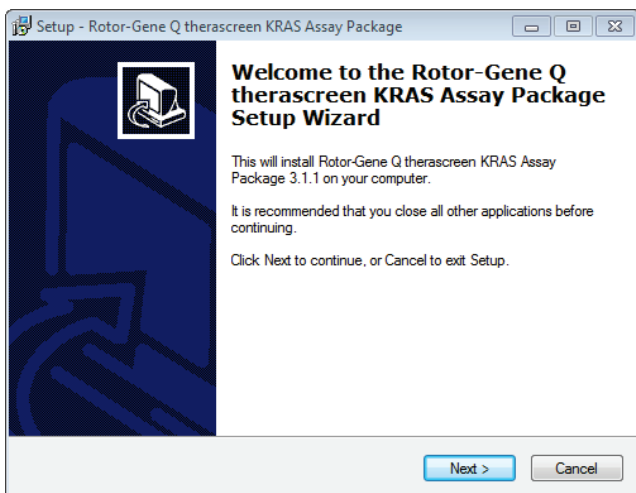 Setup - Rotor-Gene Q therascreen KRAS Assay Package
Welcome to the Rotor-Gene Q
therascreen KRAS Assay Package
Setup Wizard
This will install Rotor-Gene Q therascreen KRAS Assay
Package 3.1.1 on your computer.
It is recommended that you close all other applications before
continuing.
Click Next to continue, or Cancel to exit Setup.
Next >
Cancel